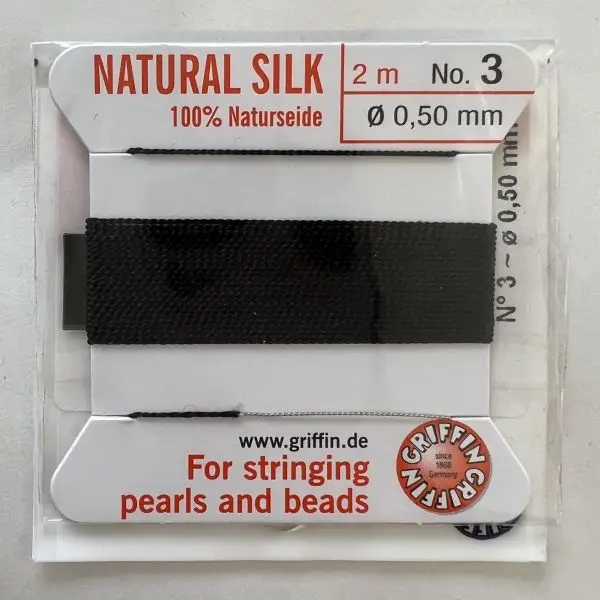 NATURAL SILK
100% Naturseide
2 m No. 3
Ø 0,50 mm
N° 3 ~ ø 0,50 mm
www.griffin.de
For stringing
pearls and beads
GRIFFIN GRIFFIN
since
1866
Germany